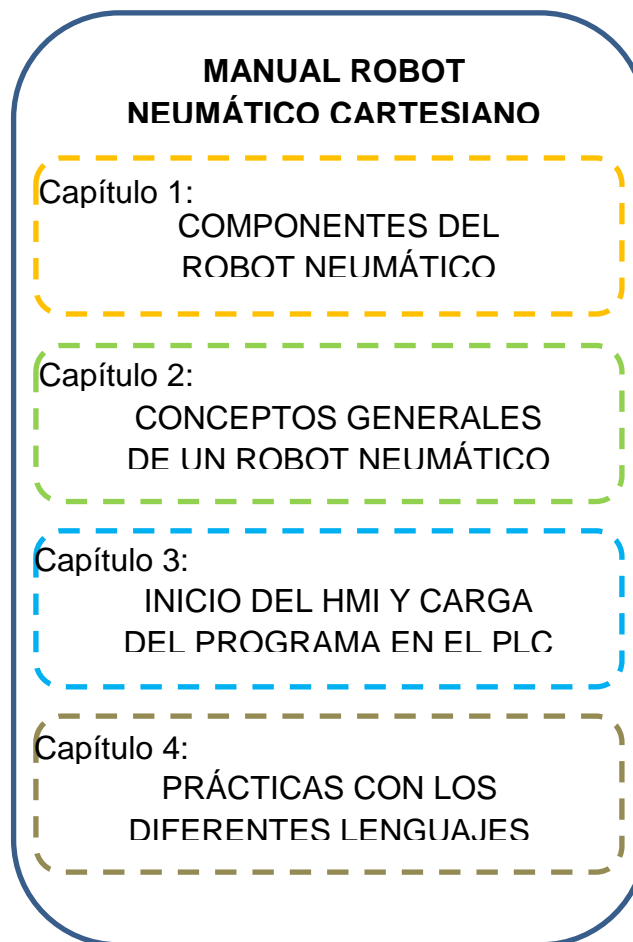 MANUAL ROBOT
NEUMÁTICO CARTESIANO
Capítulo 1:
COMPONENTES DEL
ROBOT NEUMÁTICO
Capítulo 2:
CONCEPTOS GENERALES
DE UN ROBOT NEUMÁTICO
Capítulo 3:
INICIO DEL HMI Y CARGA
DEL PROGRAMA EN EL PLC
Capítulo 4:
PRÁCTICAS CON LOS
DIFERENTES LENGUAJES